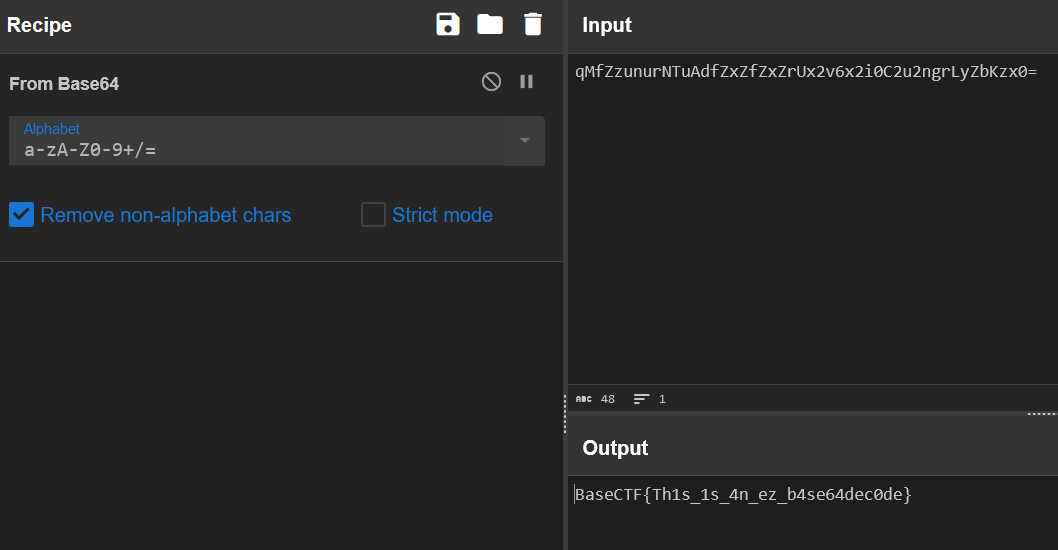 Recipe
From Base64
Alphabet
a-zA-Z0-9+/=
Remove non-alphabet chars
Strict mode
Input
qMfZzunurNTuAdfZxZfZxZrUx2v6x2i0C2u2ngrLyZbKzx0=
ABC 48 1
Output
BaseCTF{Th1s_1s_4n_ez_b4se64dec0de}